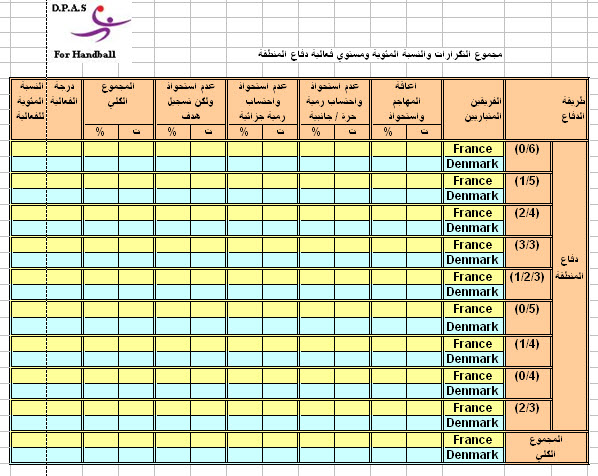 D.P.A.S
For Handball
مجموع التكرارات والنسبة المئوية ومستوي فعالية دفاع المنطقة
طريقة الدفاع
الفريقين المتباريين
أعاقة المهاجم واستحواذ
عدم استحواذ واحتساب رمية حرة / جانبية
عدم استحواذ واحتساب رمية جزائية
عدم استحواذ ولكن تسجيل هدف
المجموع الكلي
درجة الفعالية
النسبة المئوية للفعالية
ت % ت % ت % ت % ت %
دفاع المنطقة
(0/6) France
Denmark
(1/5) France
Denmark
(2/4) France
Denmark
(3/3) France
Denmark
(1/2/3) France
Denmark
(0/5) France
Denmark
(1/4) France
Denmark
(0/4) France
Denmark
(2/3) France
Denmark
المجموع الكلي
France
Denmark